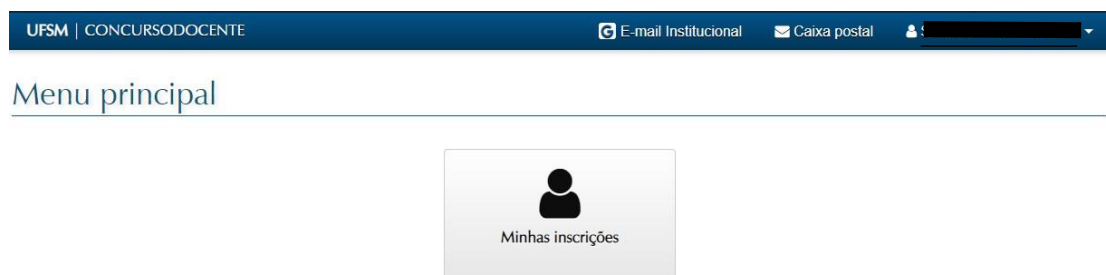 UFSM | CONCURSODOCENTE
E-mail Institucional
Caixa postal
Menu principal
Minhas inscrições